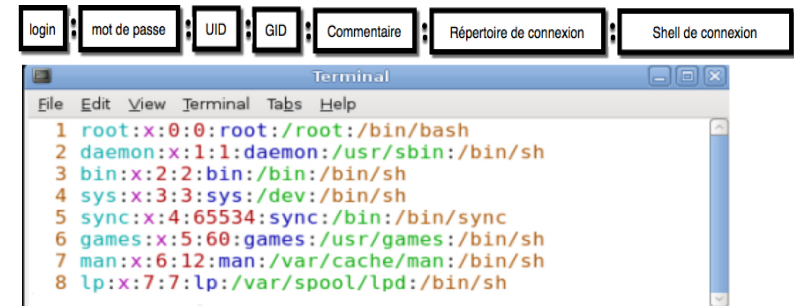 login : mot de passe : UID : GID : Commentaire : Répertoire de connexion : Shell de connexion
Terminal
File Edit View Terminal Tabs Help
1 root:x:0:0:root:/root:/bin/bash
2 daemon:x:1:1:daemon:/usr/sbin:/bin/sh
3 bin:x:2:2:bin:/bin:/bin/sh
4 sys:x:3:3:sys:/dev:/bin/sh
5 sync:x:4:65534:sync:/bin:/bin/sync
6 games:x:5:60:games:/usr/games:/bin/sh
7 man:x:6:12:man:/var/cache/man:/bin/sh
8 lp:x:7:7:lp:/var/spool/lpd:/bin/sh